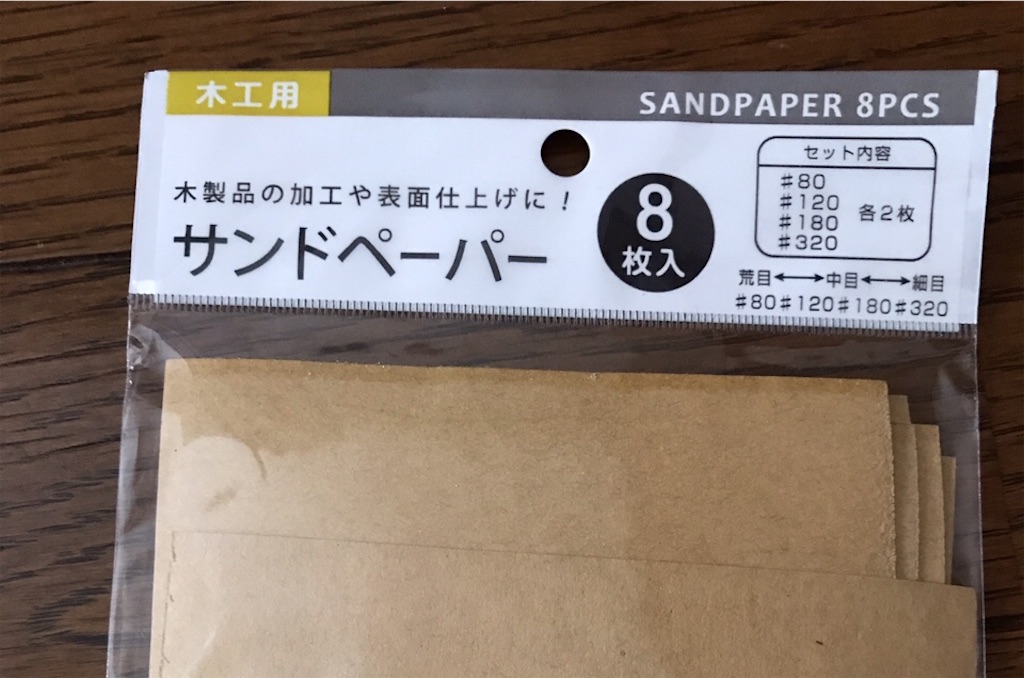 木工用
SANDPAPER 8PCS
木製品の加工や表面仕上げに！
サンドペーパー
8
枚入
セット内容
♯80
♯120
♯180
♯320
各2枚
荒目⟷中目⟷細目
♯80♯120♯180♯320